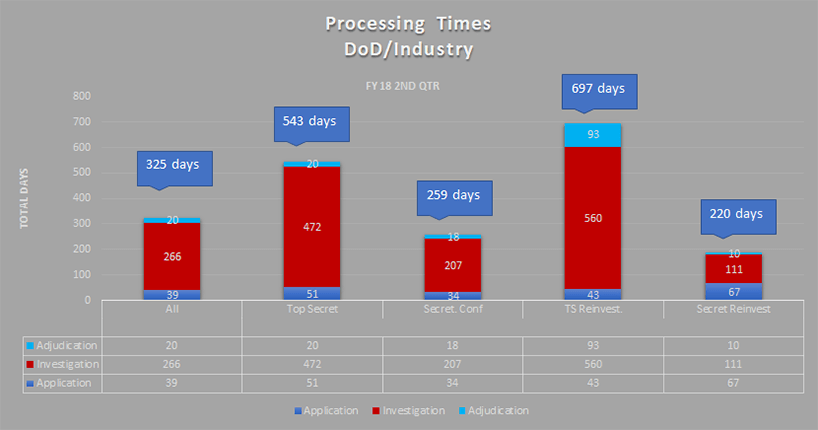 Processing Times
DoD/Industry
FY 18 2ND QTR
TOTAL DAYS
800
700
600
500
400
300
200
100
0
325 days
543 days
259 days
697 days
220 days
20
266
39
20
472
51
18
207
34
93
560
43
10
111
67
All Top Secret Secret. Conf TS Reinvest. Secret Reinvest
Adjudication 20 20 18 93 10
Investigation 266 472 207 560 111
Application 39 51 34 43 67
Application Investigation Adjudication